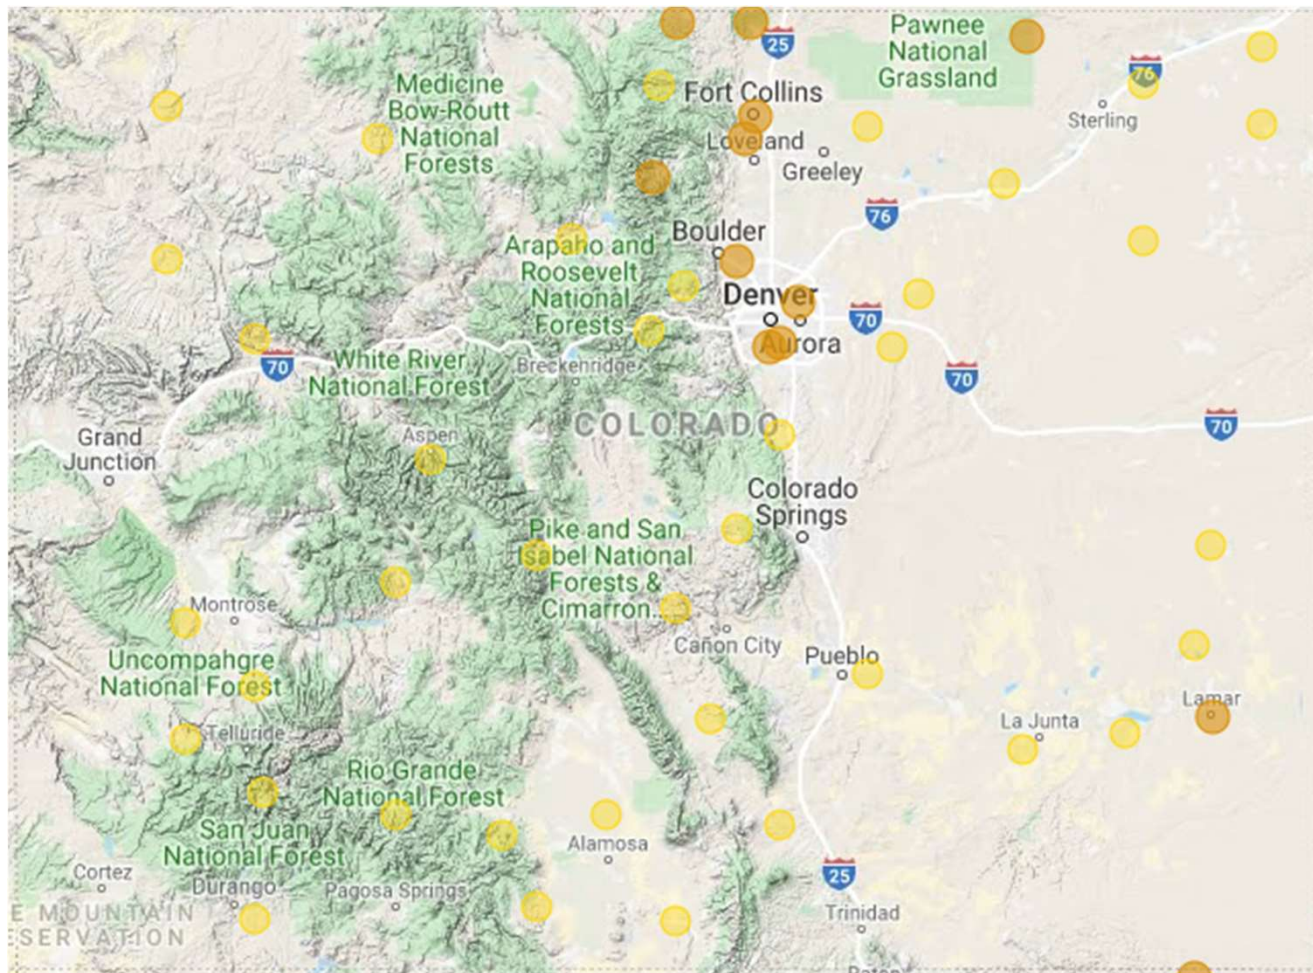 25
Pawnee
National
Grassland
76
Medicine
Bow-Routt
National
Forests
Fort Collins
Sterling
Loveland
Greeley
76
Boulder
Arapaho and
Roosevelt
National
Forests
Denver
70
Aurora
70
White River
National Forest
Breckenridge
70
COLORADO
70
Aspen
Grand
Junction
Colorado
Springs
Pike and San
Isabel National
Forests &
Cimarron...
Montrose
Cañon City
Pueblo
Uncompahgre
National Forest
Lamar
La Junta
Telluride
Rio Grande
National Forest
San Juan
National Forest
Alamosa
Cortez
Durango
Pagosa Springs
25
E MOUNTAIN
SERVATION
Trinidad